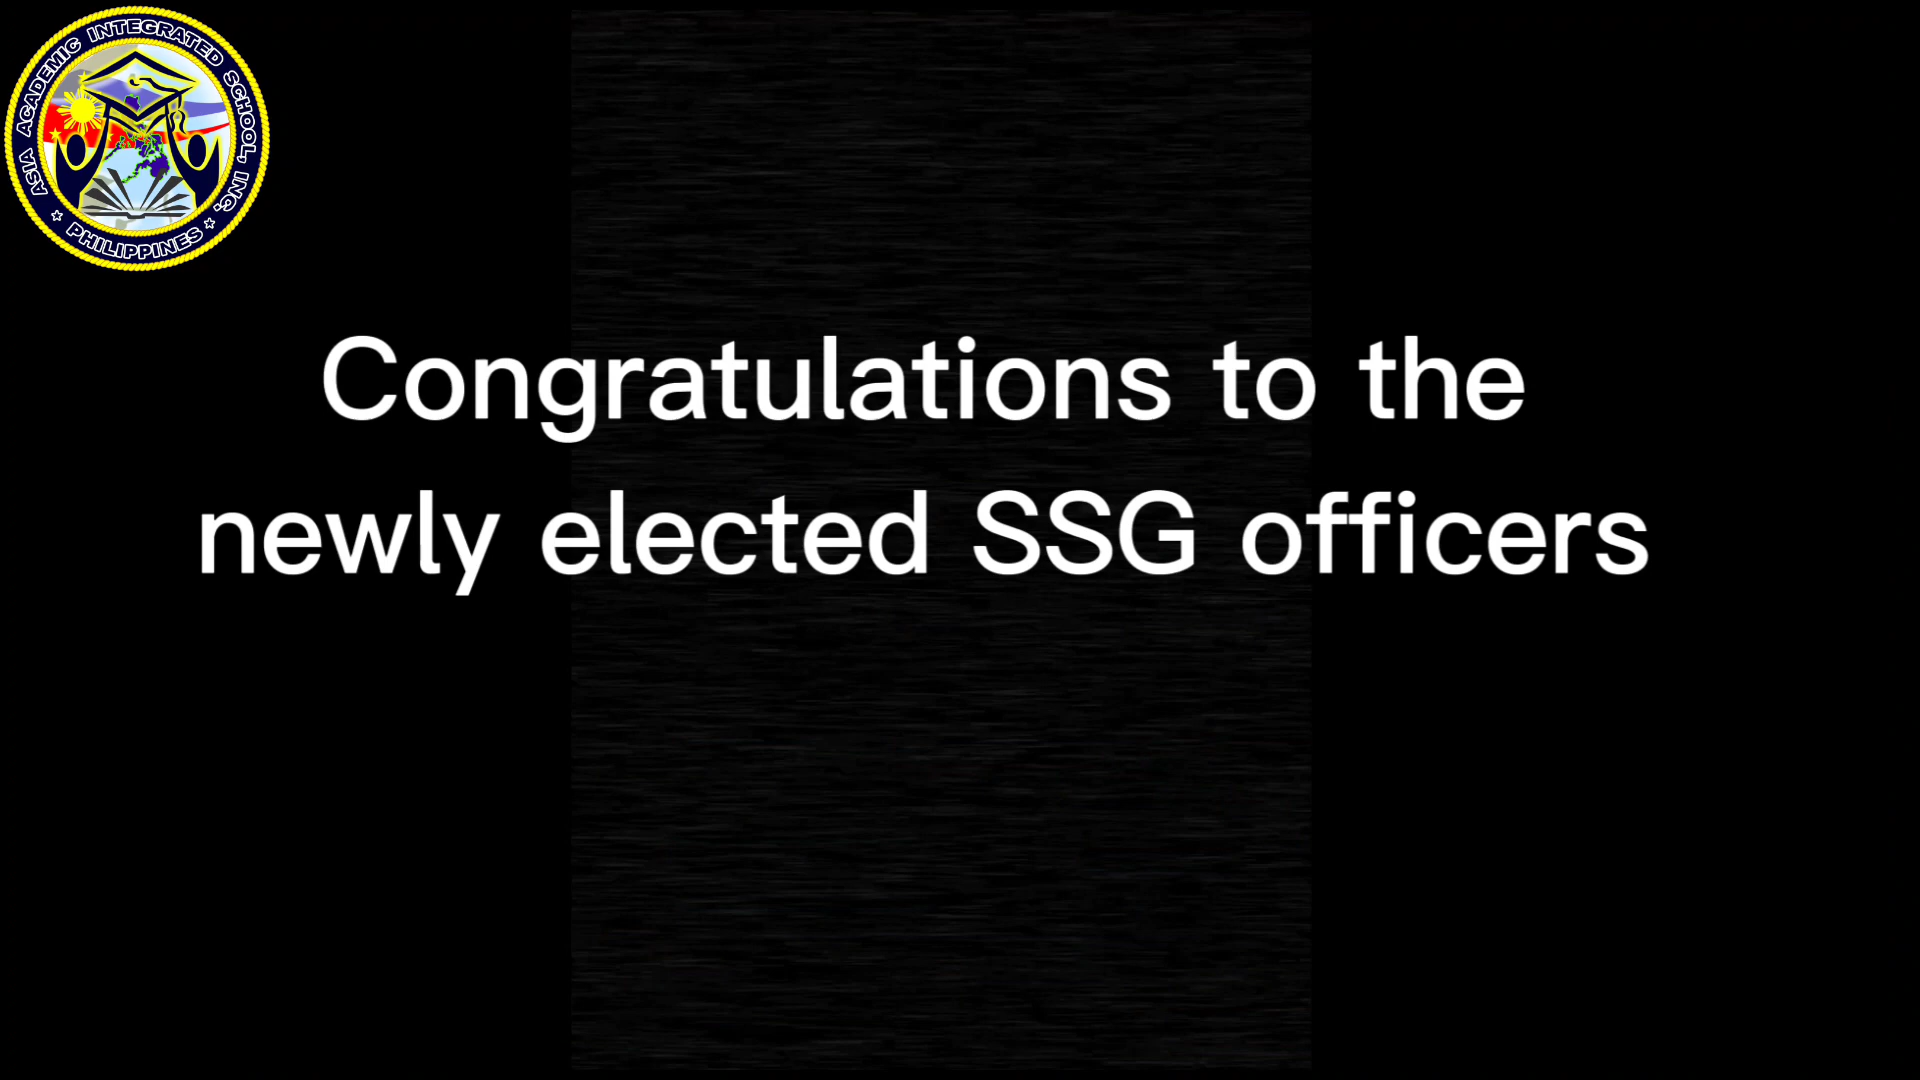 ASIA ACADEMIC INTEGRATED SCHOOL, INC.
PHILIPPINES
Congratulations to the
newly elected SSG officers